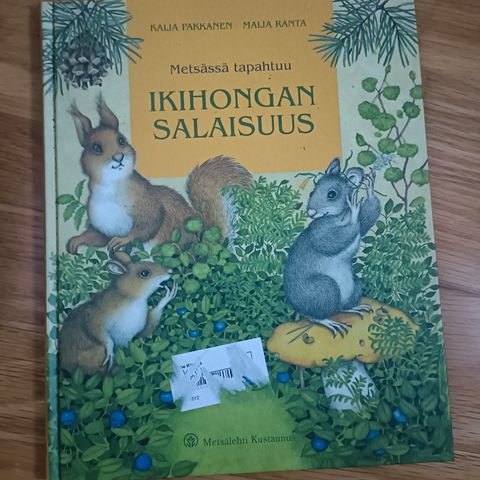 KAIJA PAKKANEN MAIJA RANTA
Metsässä tapahtuu
IKIHONGAN
SALAISUUS
Metsälehti Kustannus